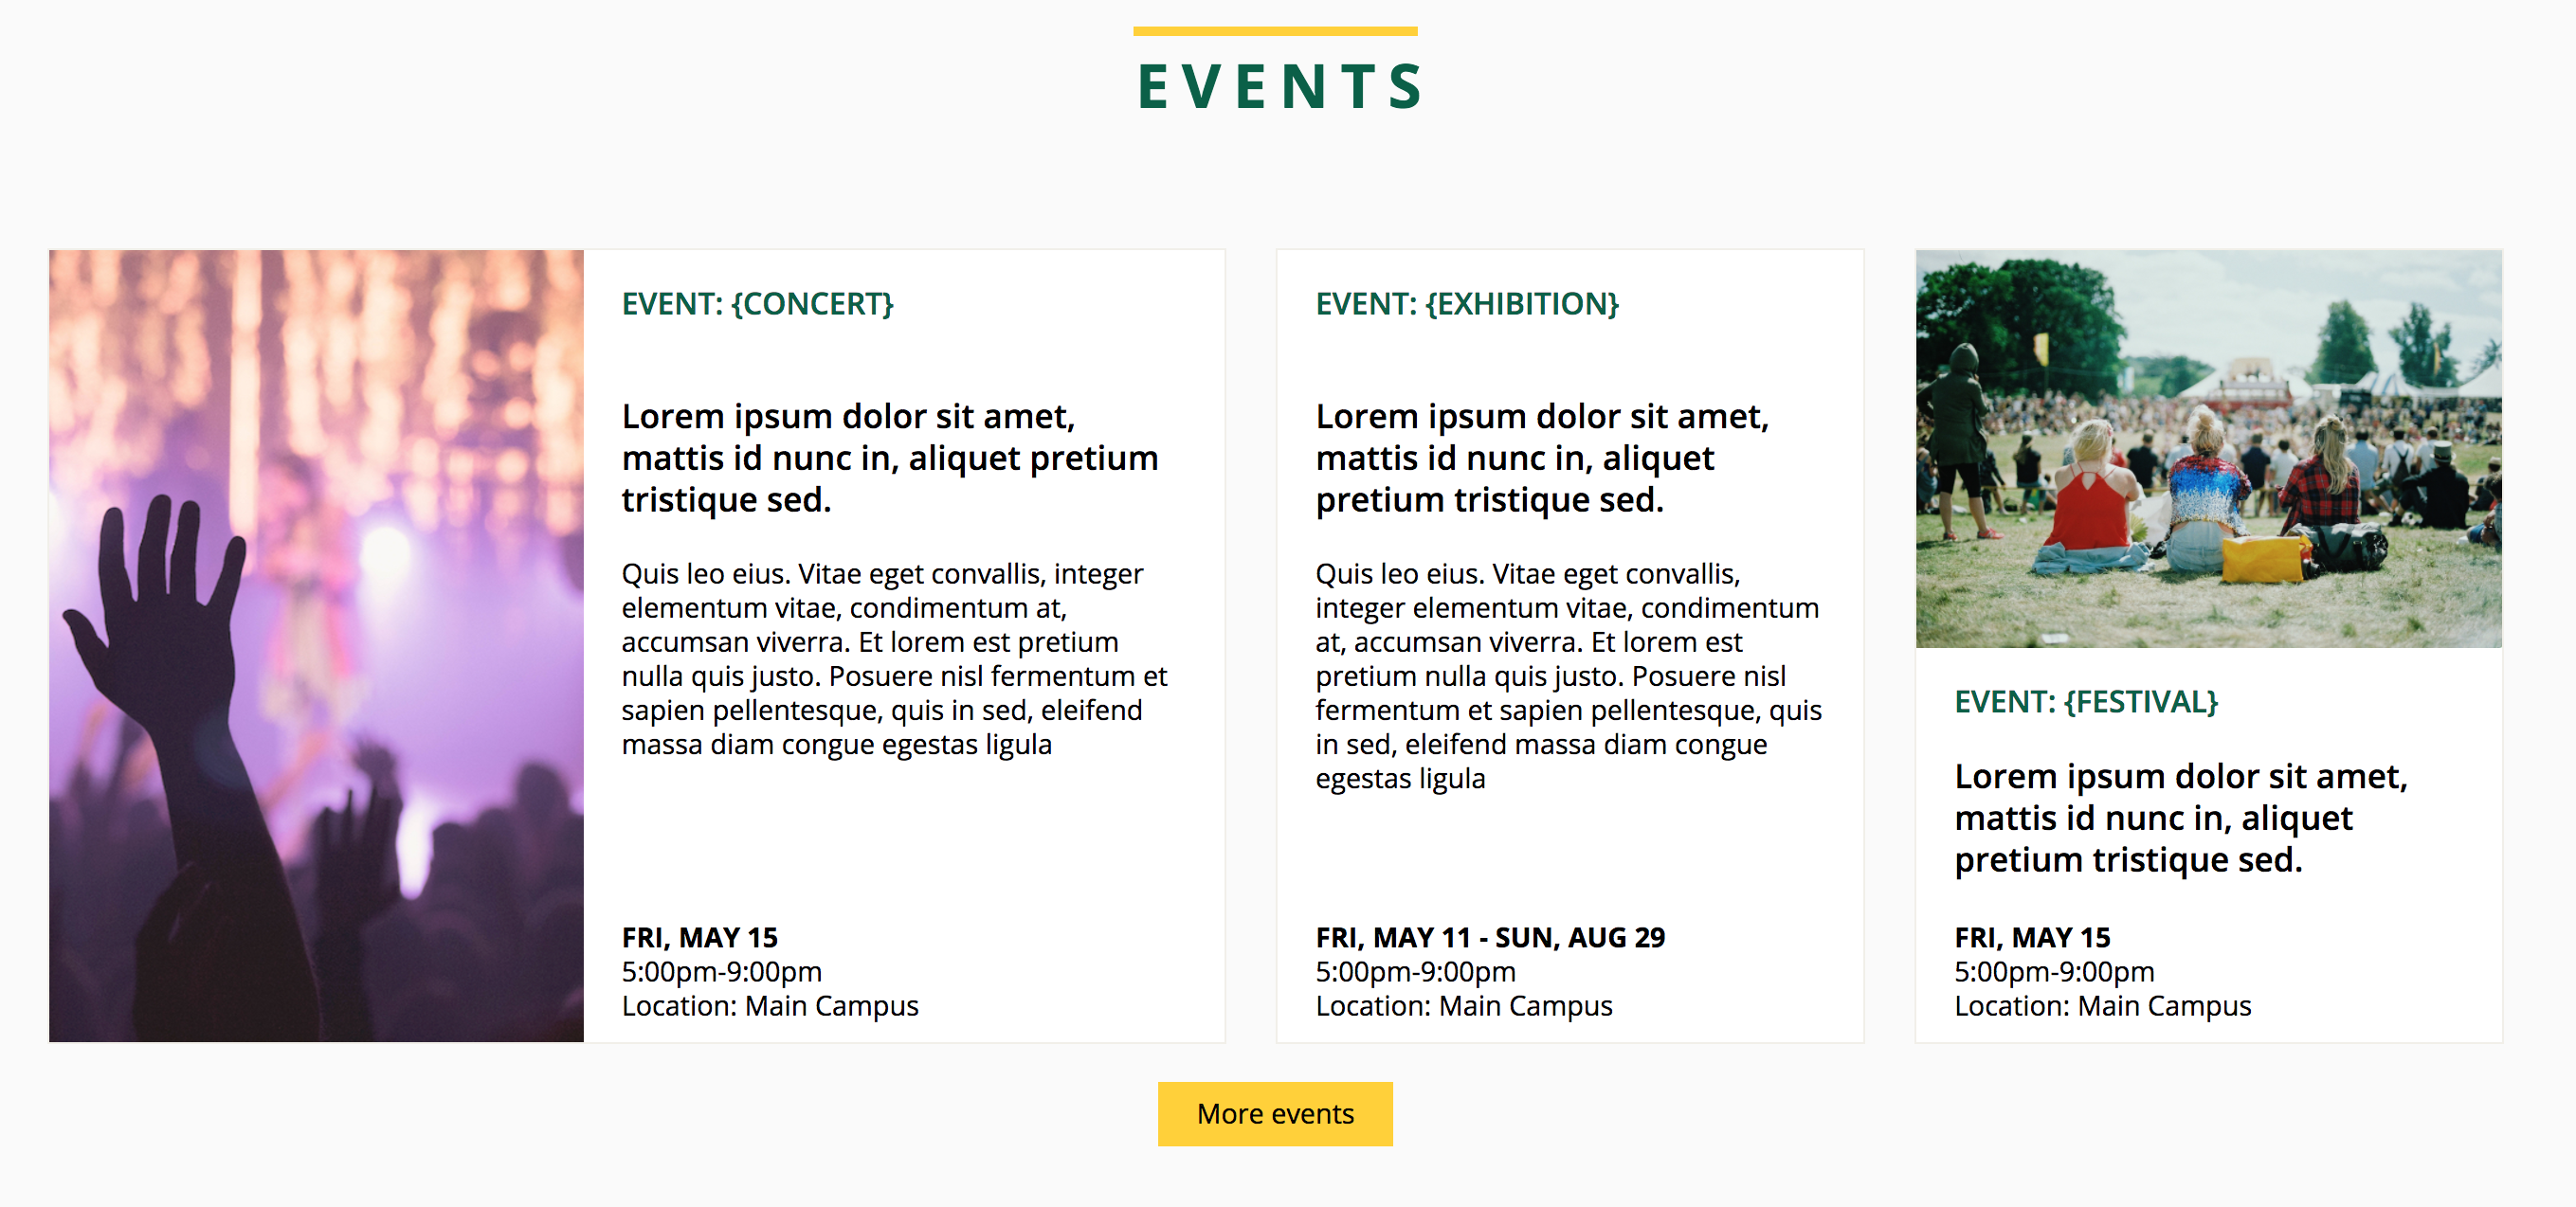 EVENTS
EVENT: {CONCERT}
Lorem ipsum dolor sit amet,
mattis id nunc in, aliquet pretium
tristique sed.
Quis leo eius. Vitae eget convallis, integer
elementum vitae, condimentum at,
accumsan viverra. Et lorem est pretium
nulla quis justo. Posuere nisl fermentum et
sapien pellentesque, quis in sed, eleifend
massa diam congue egestas ligula
FRI, MAY 15
5:00pm-9:00pm
Location: Main Campus
EVENT: {EXHIBITION}
Lorem ipsum dolor sit amet,
mattis id nunc in, aliquet
pretium tristique sed.
Quis leo eius. Vitae eget convallis,
integer elementum vitae, condimentum
at, accumsan viverra. Et lorem est
pretium nulla quis justo. Posuere nisl
fermentum et sapien pellentesque, quis
in sed, eleifend massa diam congue
egestas ligula
FRI, MAY 11 - SUN, AUG 29
5:00pm-9:00pm
Location: Main Campus
EVENT: {FESTIVAL}
Lorem ipsum dolor sit amet,
mattis id nunc in, aliquet
pretium tristique sed.
FRI, MAY 15
5:00pm-9:00pm
Location: Main Campus
More events